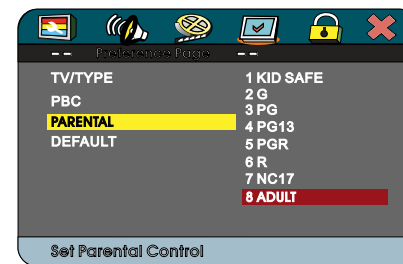 -- Preference Page --
TV/TYPE
PBC
PARENTAL
DEFAULT
1 KID SAFE
2 G
3 PG
4 PG13
5 PGR
6 R
7 NC17
8 ADULT
Set Parental Control